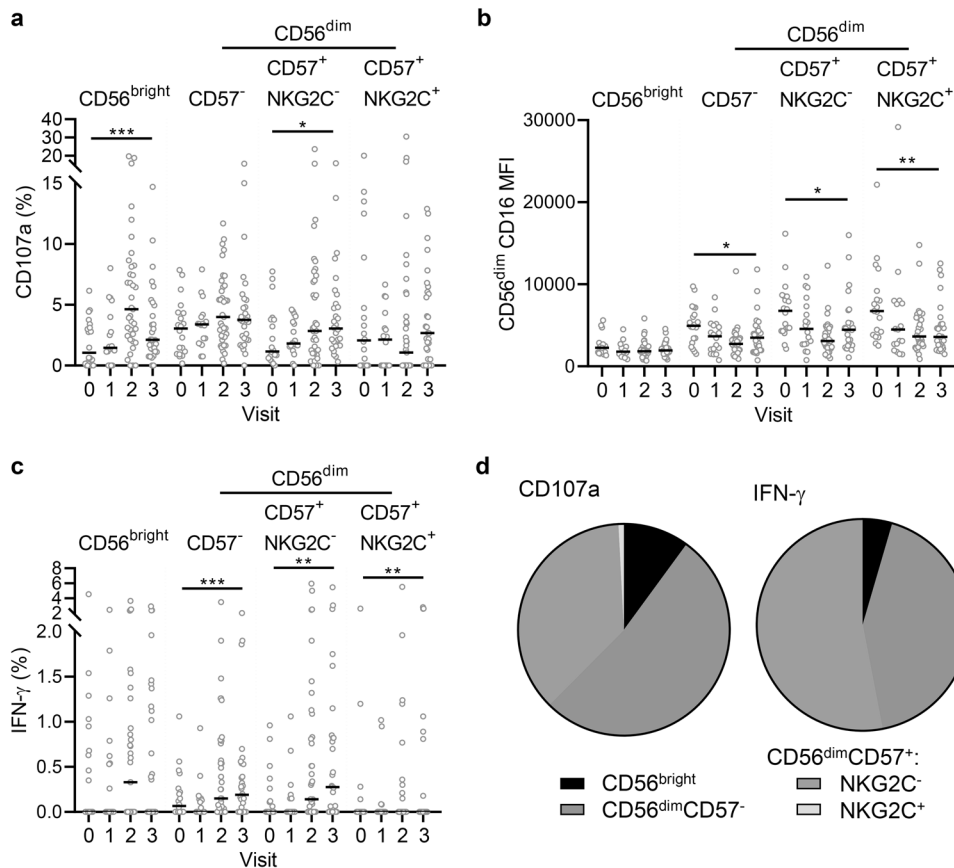 a
CD56dim
CD57+ CD57+
CD56bright CD57- NKG2C- NKG2C+
*** *
40
30
20
15
10
5
0
CD107a (%)
0 1 2 3 0 1 2 3 0 1 2 3 0 1 2 3
Visit
b
CD56dim
CD57+ CD57+
CD56bright CD57- NKG2C- NKG2C+
* * **
30000
20000
10000
0
CD56dim CD16 MFI
0 1 2 3 0 1 2 3 0 1 2 3 0 1 2 3
Visit
c
CD56dim
CD57+ CD57+
CD56bright CD57- NKG2C- NKG2C+
*** ** **
8
6
4
2
2.0
1.5
1.0
0.5
0.0
IFN-γ (%)
0 1 2 3 0 1 2 3 0 1 2 3 0 1 2 3
Visit
d
CD107a IFN-γ
CD56bright
CD56dimCD57-
CD56dimCD57+:
NKG2C-
NKG2C+